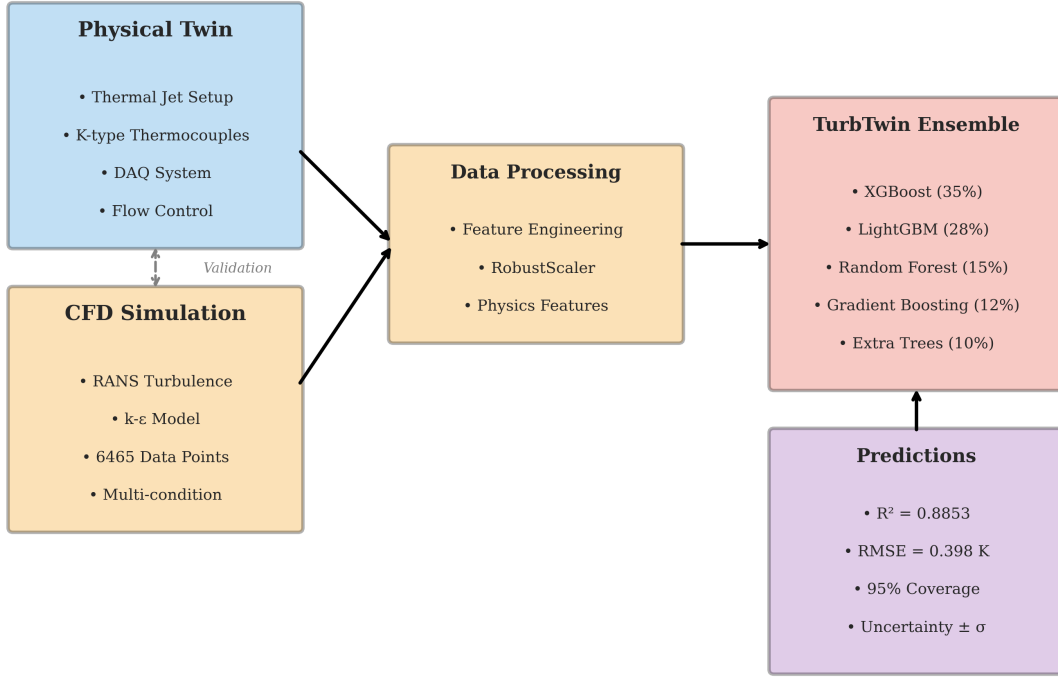 Physical Twin
• Thermal Jet Setup
• K-type Thermocouples
• DAQ System
• Flow Control
Validation
CFD Simulation
• RANS Turbulence
• k-ε Model
• 6465 Data Points
• Multi-condition
Data Processing
• Feature Engineering
• RobustScaler
• Physics Features
TurbTwin Ensemble
• XGBoost (35%)
• LightGBM (28%)
• Random Forest (15%)
• Gradient Boosting (12%)
• Extra Trees (10%)
Predictions
• R² = 0.8853
• RMSE = 0.398 K
• 95% Coverage
• Uncertainty ± σ